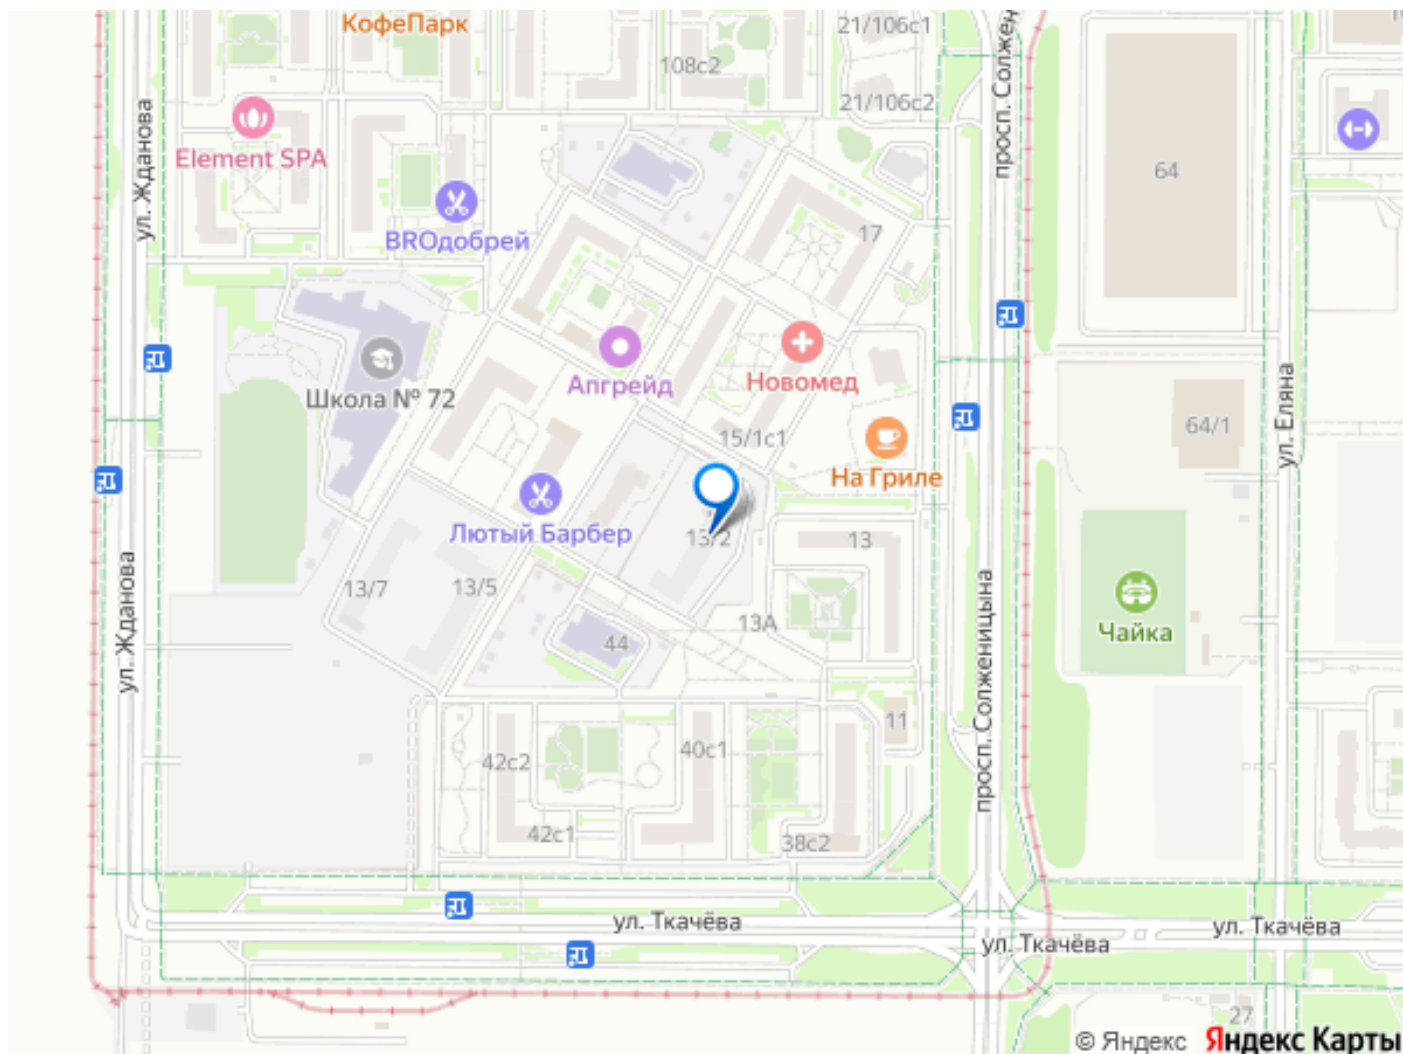 КофеПарк
108с2
21/106с1
просп. Солжен
21/106с2
ул. Жданова
Element SPA
64
BROдобрей
17
Апгрейд
Новомед
Школа № 72
15/1с1
64/1
ул. Еляна
На Гриле
Лютый Барбер
13/2
13
13/7
13/5
ул. Жданова
13А
44
Чайка
просп. Солженицына
11
42с2
40с1
42с1
38с2
ул. Ткачёва
ул. Ткачёва
ул. Ткачёва
27
© Яндекс Яндекс Карты